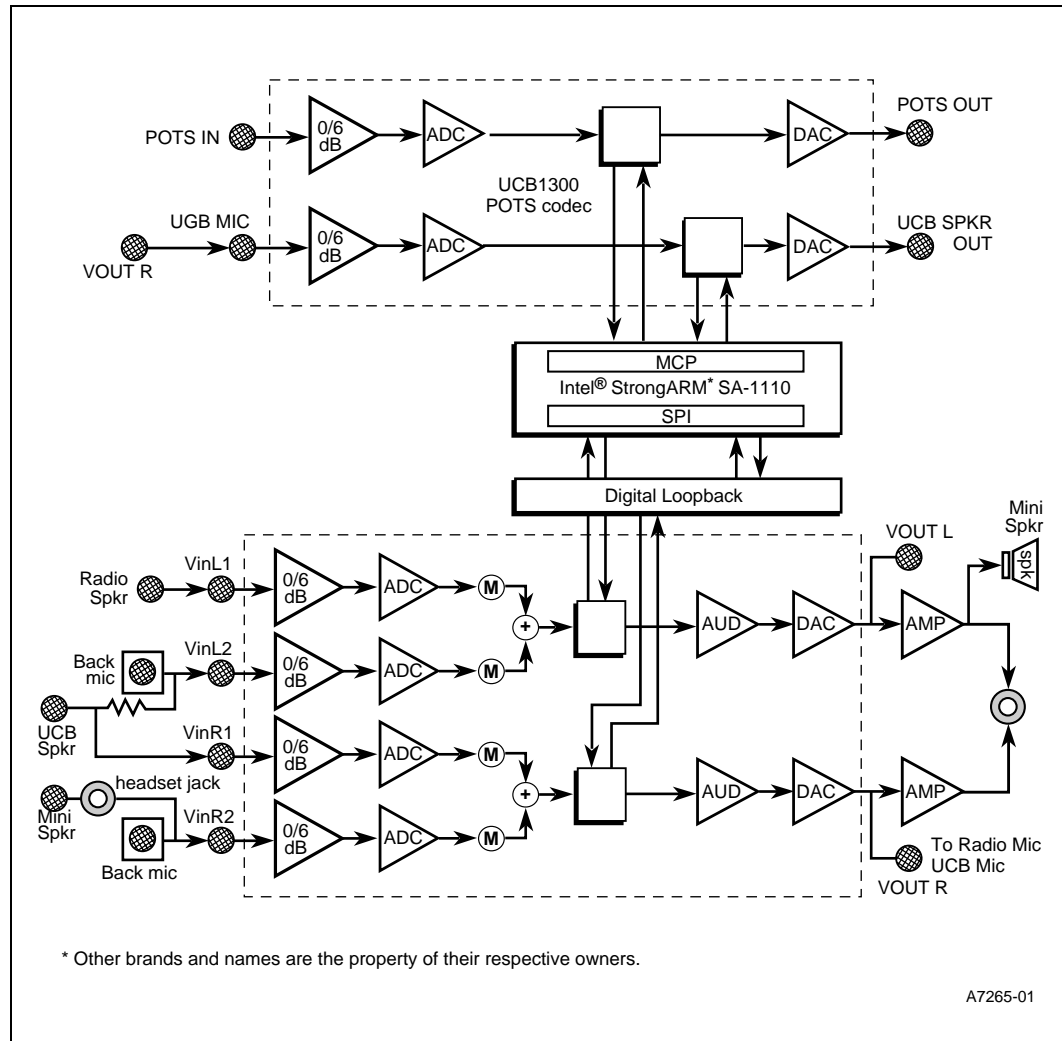 POTS IN
0/6
dB
ADC
DAC
POTS OUT
UCB1300
POTS codec
UGB MIC
VOUT R
0/6
dB
ADC
DAC
UCB SPKR
OUT
MCP
Intel® StrongARM* SA-1110
SPI
Digital Loopback
Radio
Spkr
VinL1
0/6
dB
ADC
M
+
AUD
DAC
VOUT L
AMP
Mini
Spkr
spk
Back
mic
VinL2
0/6
dB
ADC
M
UCB
Spkr
VinR1
0/6
dB
ADC
M
+
AUD
DAC
AMP
headset jack
Mini
Spkr
VinR2
0/6
dB
ADC
M
Back mic
To Radio Mic
UCB Mic
VOUT R
* Other brands and names are the property of their respective owners.
A7265-01